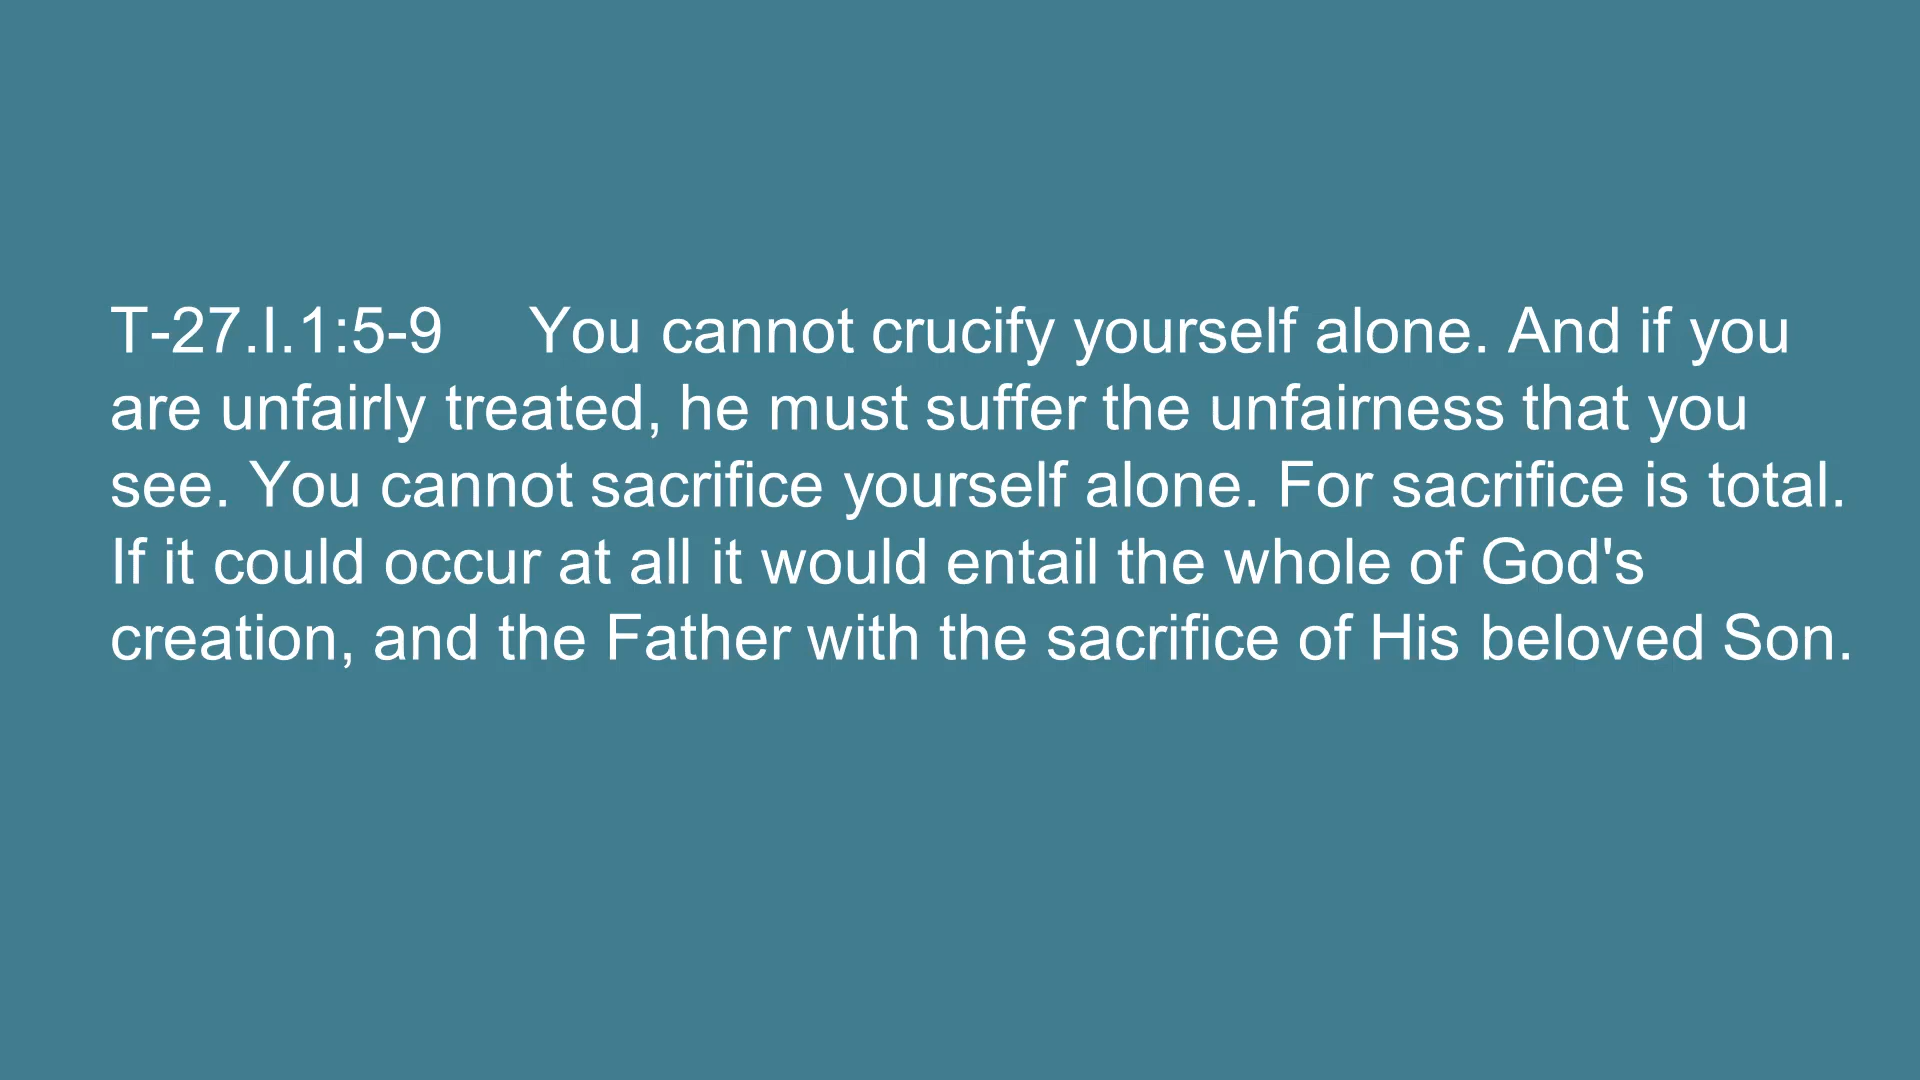 T-27.I.1:5-9     You cannot crucify yourself alone. And if you
are unfairly treated, he must suffer the unfairness that you
see. You cannot sacrifice yourself alone. For sacrifice is total.
If it could occur at all it would entail the whole of God's
creation, and the Father with the sacrifice of His beloved Son.